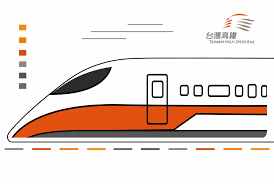 台灣高鐵
TAIWAN HIGH SPEED RAIL